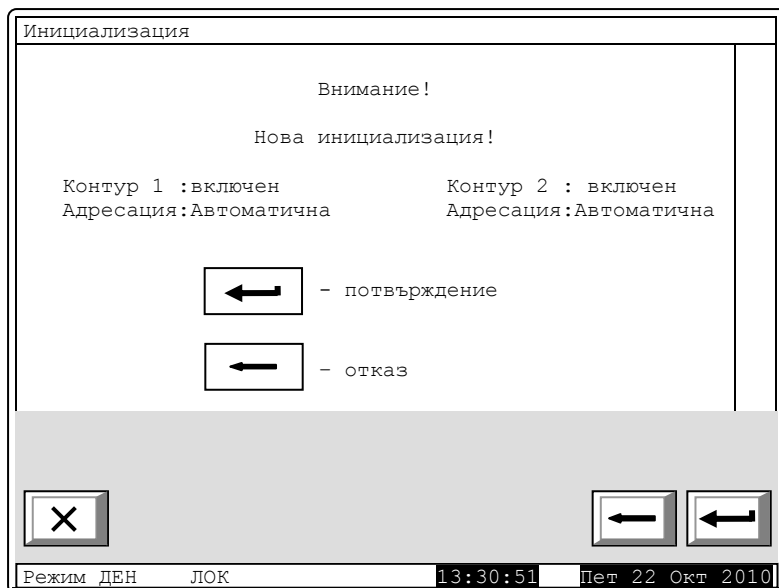 Инициализация
Внимание!
Нова инициализация!
Контур 1 :включен Контур 2 : включен
Адресация:Автоматична Адресация:Автоматична
- потвърждение
- отказ
Режим ДЕН ЛОК 13:30:51 Пет 22 Окт 2010